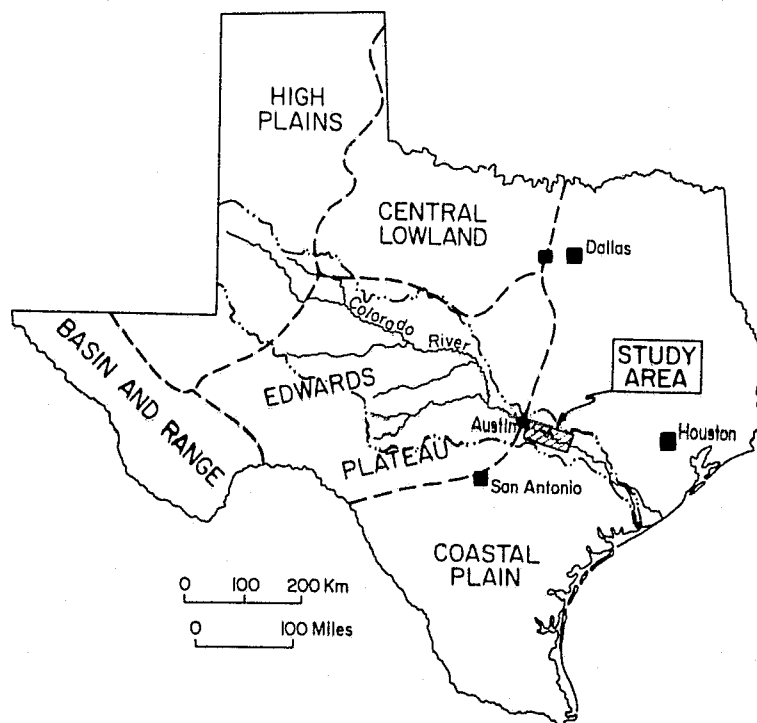 HIGH
PLAINS
CENTRAL
LOWLAND
Dallas
Colorado
River
BASIN AND RANGE
EDWARDS
PLATEAU
STUDY
AREA
Austin
Houston
San Antonio
COASTAL
PLAIN
0 100 200 Km
0 100 Miles